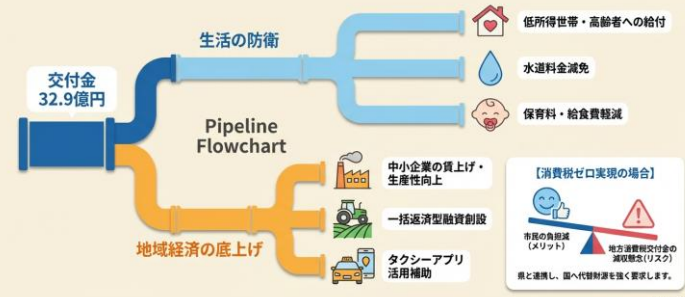 生活の防衛
交付金
32.9億円
低所得世帯・高齢者への給付
水道料金減免
保育料・給食費軽減
Pipeline
Flowchart
地域経済の底上げ
中小企業の賃上げ・
生産性向上
一括返済型融資創設
タクシーアプリ
活用補助
【消費税ゼロ実現の場合】
市民の負担減
(メリット)
地方消費税交付金の
減収懸念(リスク)
県と連携し、国へ代替財源を強く要求します。